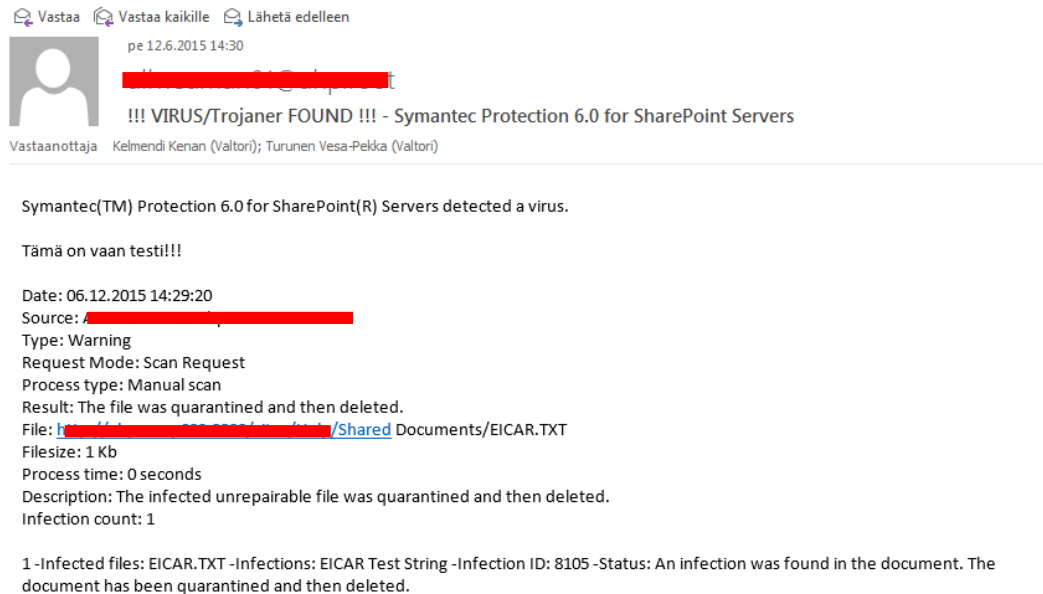 Vastaa Vastaa kaikille Lähetä edelleen
pe 12.6.2015 14:30
!!! VIRUS/Trojaner FOUND !!! - Symantec Protection 6.0 for SharePoint Servers
Vastaanottaja Kelmendi Kenan (Valtori); Turunen Vesa-Pekka (Valtori)
Symantec(TM) Protection 6.0 for SharePoint(R) Servers detected a virus.
Tämä on vaan testi!!!
Date: 06.12.2015 14:29:20
Source:
Type: Warning
Request Mode: Scan Request
Process type: Manual scan
Result: The file was quarantined and then deleted.
File: /Shared Documents/EICAR.TXT
Filesize: 1 Kb
Process time: 0 seconds
Description: The infected unrepairable file was quarantined and then deleted.
Infection count: 1
1 -Infected files: EICAR.TXT -Infections: EICAR Test String -Infection ID: 8105 -Status: An infection was found in the document. The
document has been quarantined and then deleted.